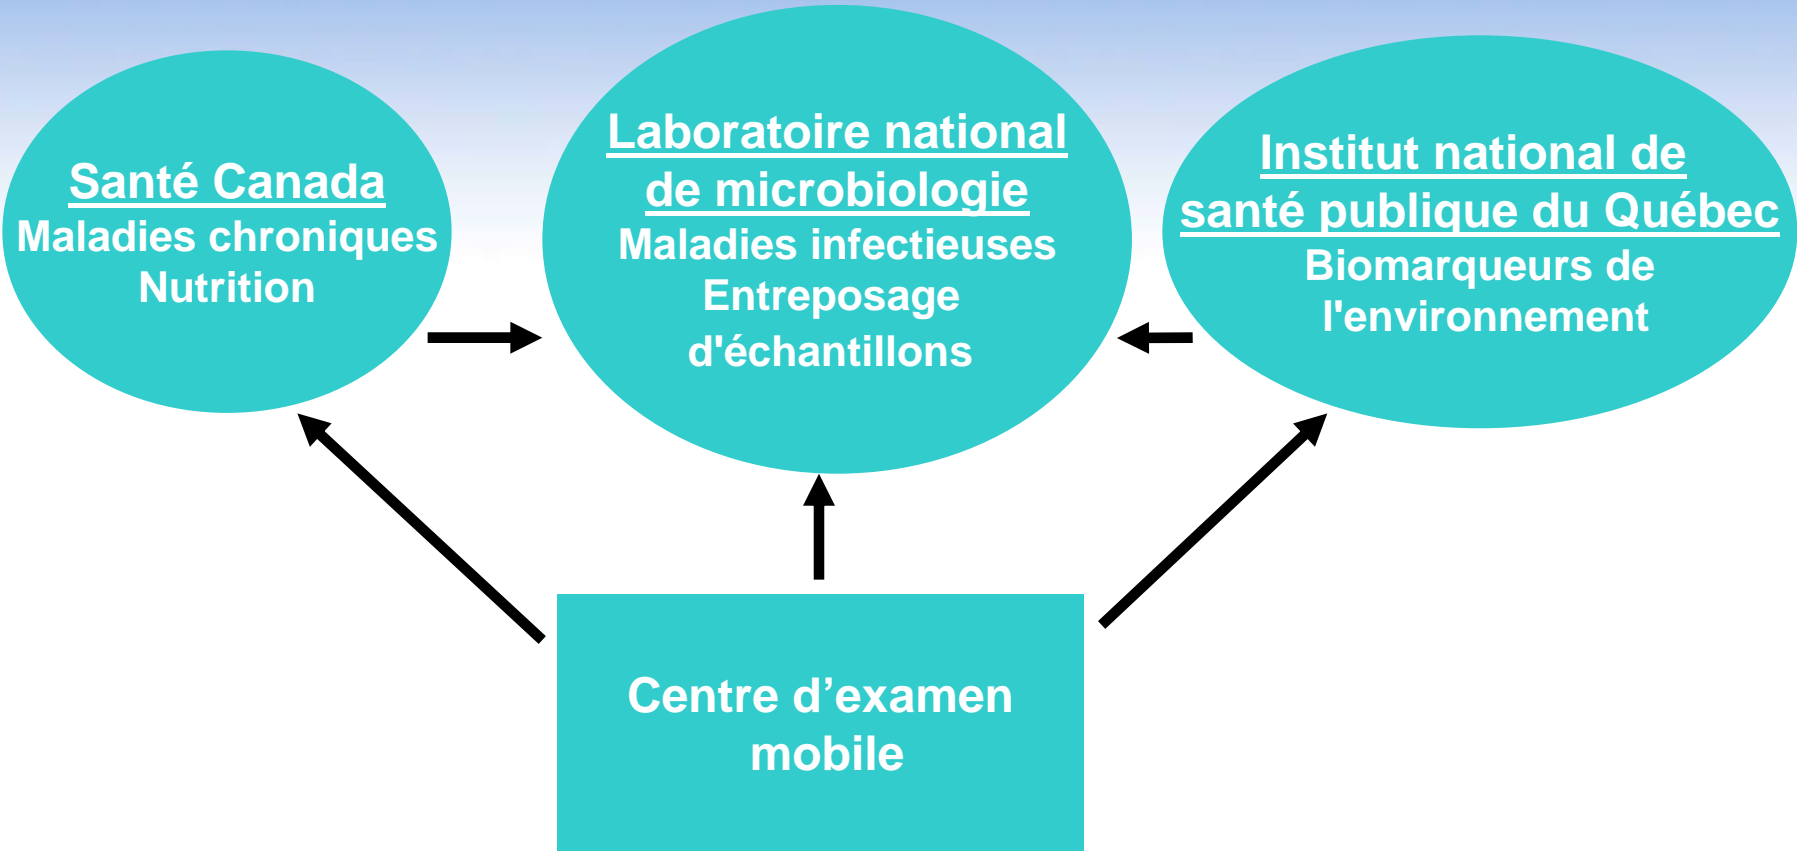 Santé Canada
Maladies chroniques
Nutrition
Laboratoire national
de microbiologie
Maladies infectieuses
Entreposage
d'échantillons
Institut national de
santé publique du Québec
Biomarqueurs de
l'environnement
Centre d’examen
mobile